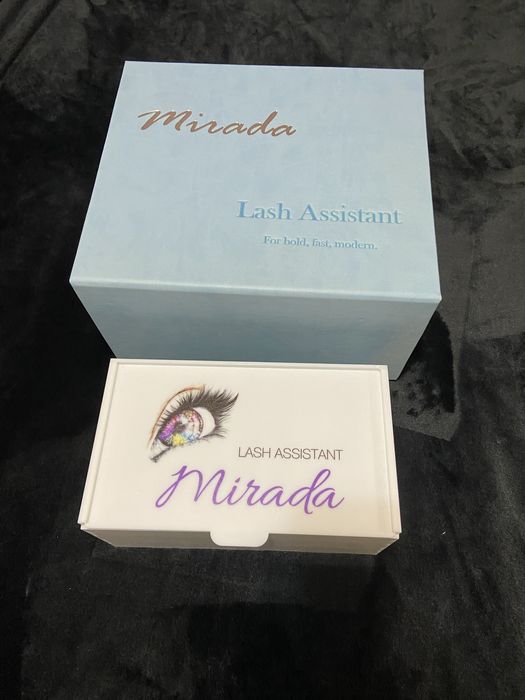 Mirada
Lash Assistant
For bold, fast, modern.
LASH ASSISTANT
Mirada